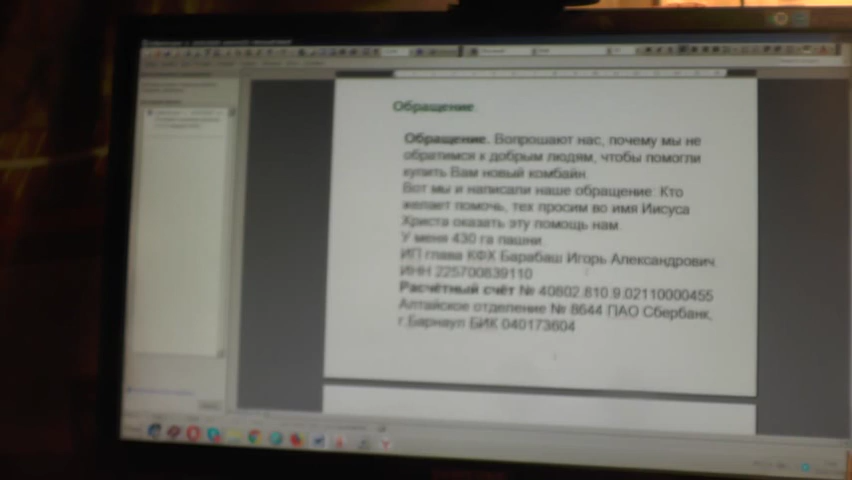 Обращение.
Обращение. Вопрошают нас, почему мы не
обратимся к добрым людям, чтобы помогли
купить Вам новый комбайн.
Вот мы и написали наше обращение: Кто
желает помочь, тех просим во имя Иисуса
Христа оказать эту помощь нам.
У меня 430 га пашни.
ИП глава КФХ Барабаш Игорь Александрович.
ИНН 225700839110
Расчётный счёт № 40802.810.9.02110000455
Алтайское отделение № 8644 ПАО Сбербанк,
г.Барнаул БИК 040173604